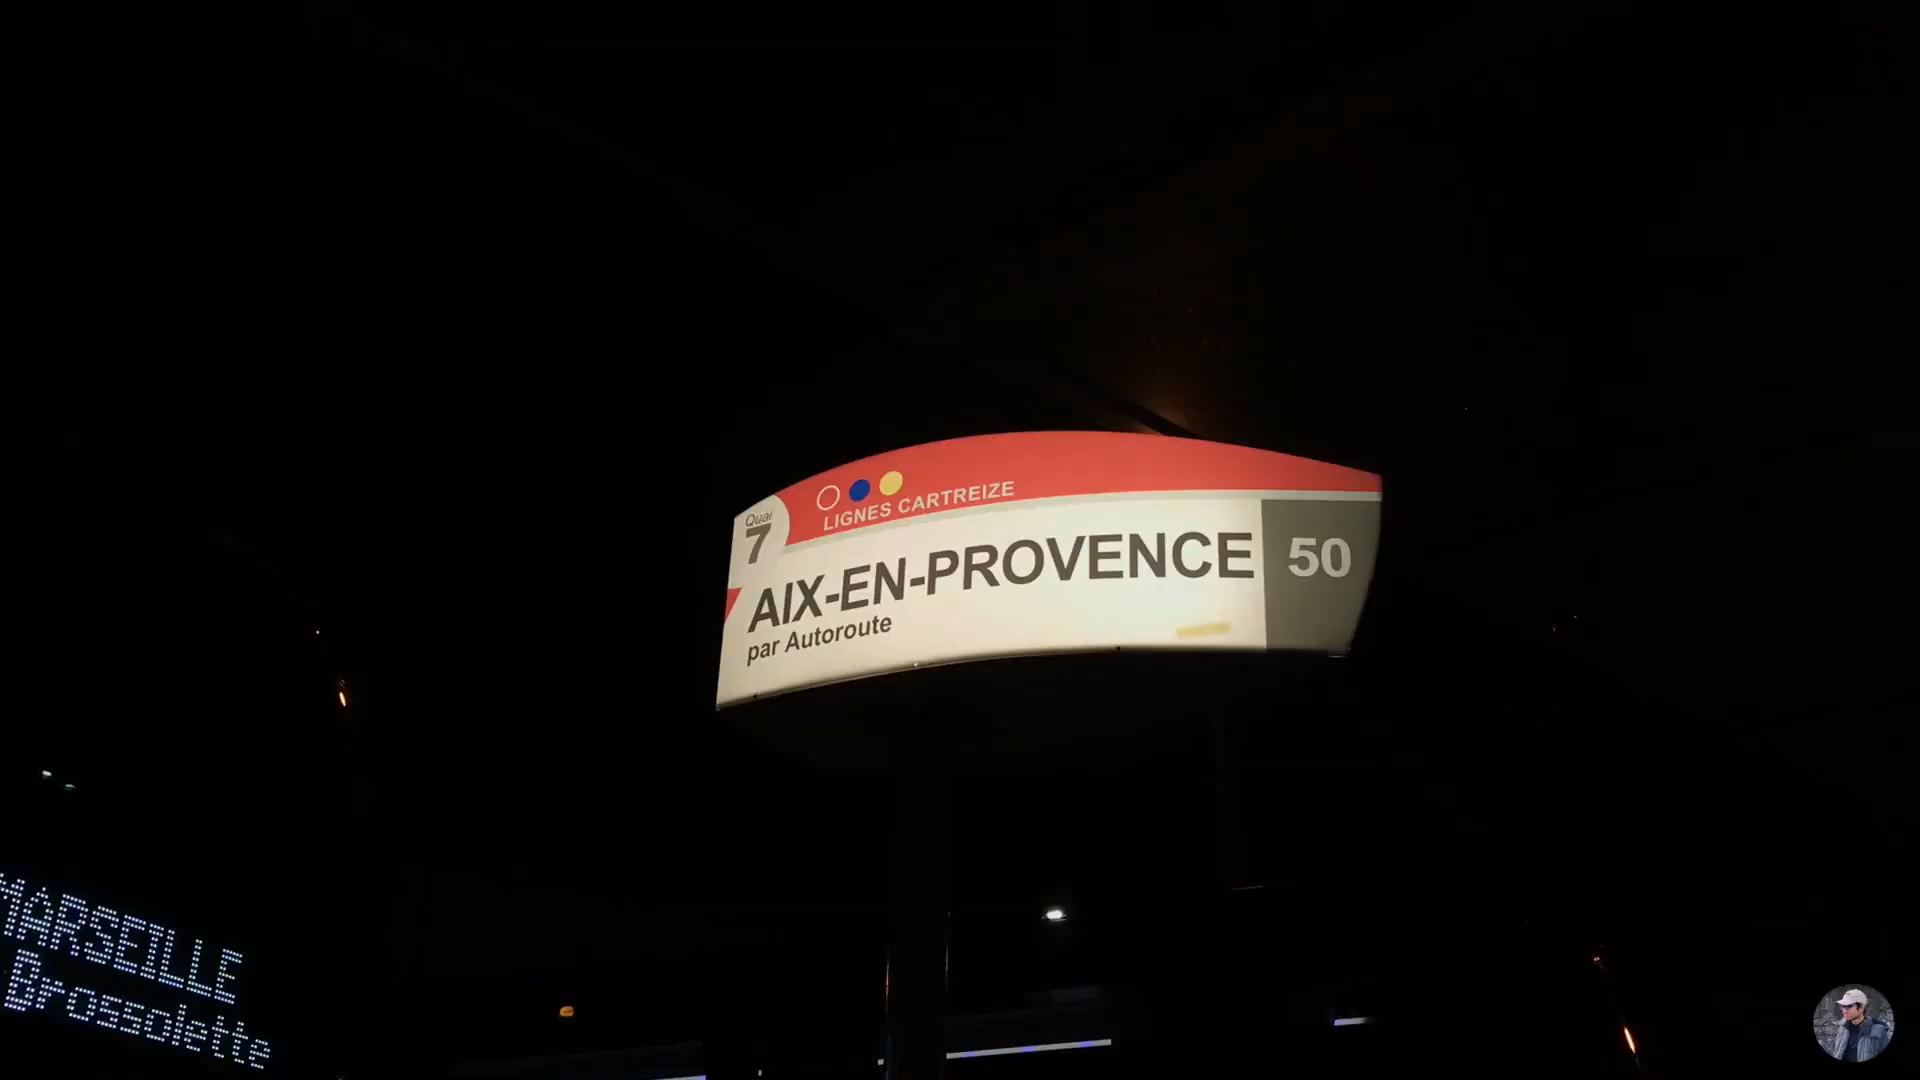 LIGNES CARTREIZE
Quai
7
AIX-EN-PROVENCE
50
par Autoroute
MARSEILLE
Brossolette